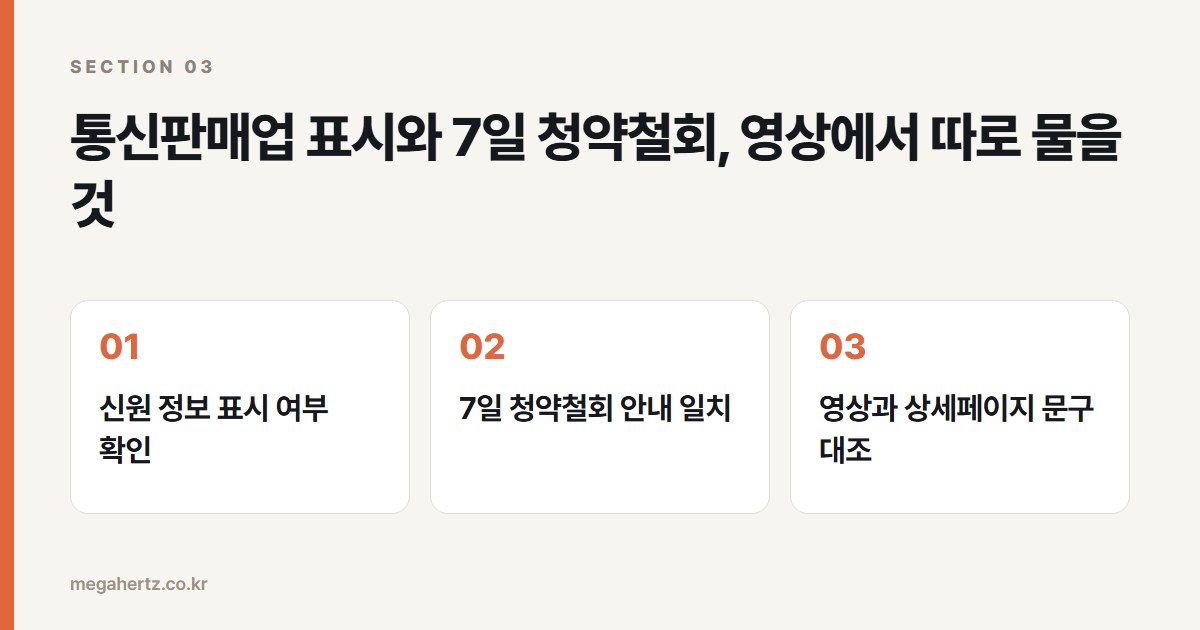 SECTION 03
통신판매업 표시와 7일 청약철회, 영상에서 따로 물을
것
01
신원 정보 표시 여부
확인
02
7일 청약철회 안내 일치
03
영상과 상세페이지 문구
대조
megahertz.co.kr